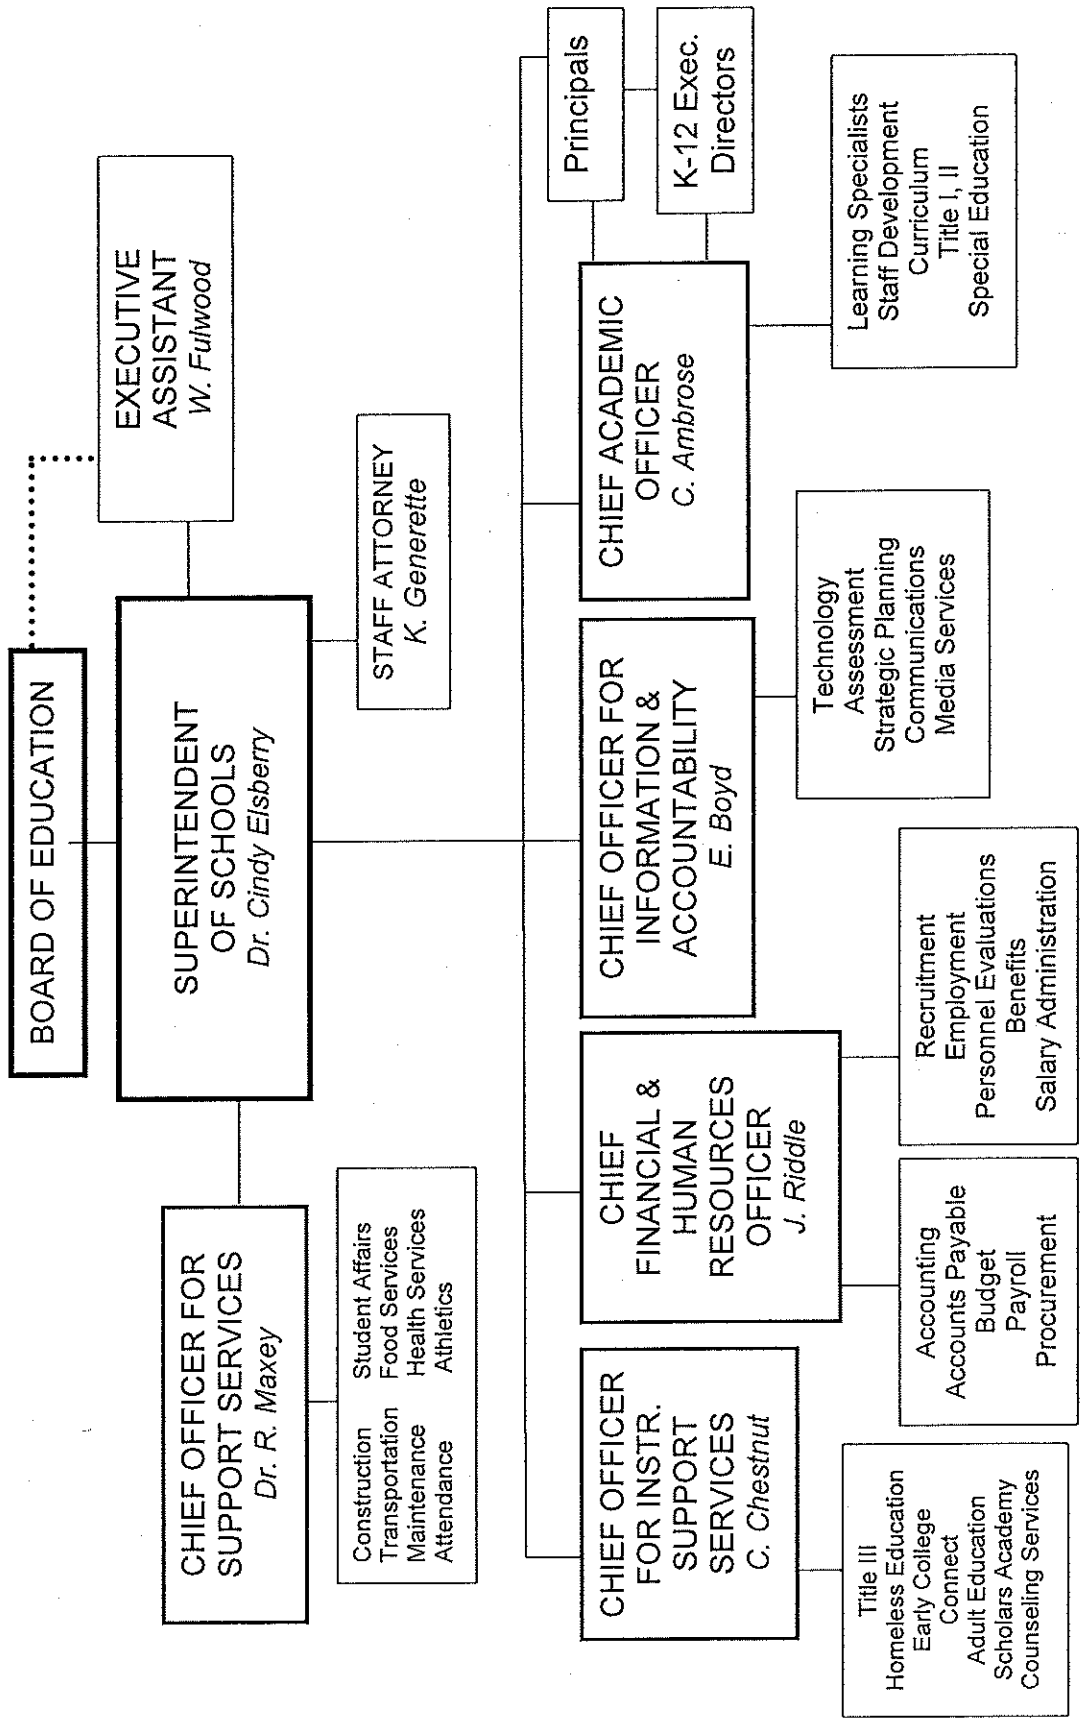 BOARD OF EDUCATION
EXECUTIVE
ASSISTANT
W. Fulwood
SUPERINTENDENT
OF SCHOOLS
Dr. Cindy Elsberry
CHIEF OFFICER FOR
SUPPORT SERVICES
Dr. R. Maxey
STAFF ATTORNEY
K. Generette
Construction
Transportation
Maintenance
Attendance
Student Affairs
Food Services
Health Services
Athletics
CHIEF OFFICER
FOR INSTR.
SUPPORT
SERVICES
C. Chestnut
CHIEF
FINANCIAL &
HUMAN
RESOURCES
OFFICER
J. Riddle
CHIEF OFFICER FOR
INFORMATION &
ACCOUNTABILITY
E. Boyd
CHIEF ACADEMIC
OFFICER
C. Ambrose
Principals
K-12 Exec.
Directors
Title III
Homeless Education
Early College
Connect
Adult Education
Scholars Academy
Counseling Services
Accounting
Accounts Payable
Budget
Payroll
Procurement
Recruitment
Employment
Personnel Evaluations
Benefits
Salary Administration
Technology
Assessment
Strategic Planning
Communications
Media Services
Learning Specialists
Staff Development
Curriculum
Title I, II
Special Education